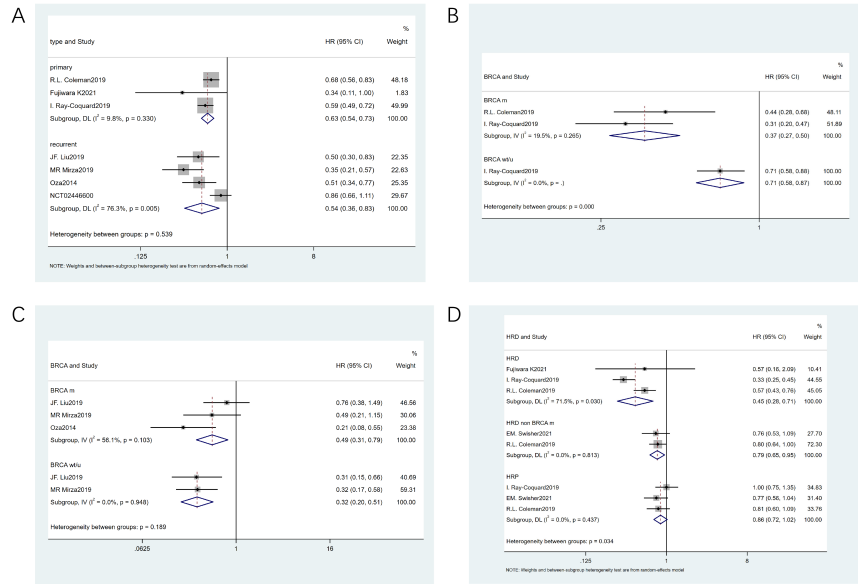 A
%
type and Study HR (95% CI) Weight
primary
R.L. Coleman2019 0.68 (0.56, 0.83) 48.18
Fujiwara K2021 0.34 (0.11, 1.00) 1.83
I. Ray-Coquard2019 0.59 (0.49, 0.72) 49.99
Subgroup, DL (I² = 9.8%, p = 0.330) 0.63 (0.54, 0.73) 100.00
recurrent
JF. Liu2019 0.50 (0.30, 0.83) 22.35
MR Mirza2019 0.35 (0.21, 0.57) 22.63
Oza2014 0.51 (0.34, 0.77) 25.35
NCT02446600 0.86 (0.66, 1.11) 29.67
Subgroup, DL (I² = 76.3%, p = 0.005) 0.54 (0.36, 0.83) 100.00
Heterogeneity between groups: p = 0.539
.125 1 8
NOTE: Weights and between-subgroup heterogeneity test are from random-effects model
B
%
BRCA and Study HR (95% CI) Weight
BRCA m
R.L. Coleman2019 0.44 (0.28, 0.68) 48.11
I. Ray-Coquard2019 0.31 (0.20, 0.47) 51.89
Subgroup, IV (I² = 19.5%, p = 0.265) 0.37 (0.27, 0.50) 100.00
BRCA wt/u
I. Ray-Coquard2019 0.71 (0.58, 0.88) 100.00
Subgroup, IV (I² = 0.0%, p = .) 0.71 (0.58, 0.87) 100.00
Heterogeneity between groups: p = 0.000
.25 1
C
%
BRCA and Study HR (95% CI) Weight
BRCA m
JF, Liu2019 0.76 (0.38, 1.49) 46.56
MR Mirza2019 0.49 (0.21, 1.15) 30.06
Oza2014 0.21 (0.08, 0.55) 23.38
Subgroup, IV (I² = 56.1%, p = 0.103) 0.49 (0.31, 0.79) 100.00
BRCA wt/u
JF. Liu2019 0.31 (0.15, 0.66) 40.69
MR Mirza2019 0.32 (0.17, 0.58) 59.31
Subgroup, IV (I² = 0.0%, p = 0.948) 0.32 (0.20, 0.51) 100.00
Heterogeneity between groups: p = 0.189
.0625 1 16
D
%
HRD and Study HR (95% CI) Weight
HRD
Fujiwara K2021 0.57 (0.16, 2.09) 10.41
I. Ray-Coquard2019 0.33 (0.25, 0.45) 44.55
R.L. Coleman2019 0.57 (0.43, 0.76) 45.05
Subgroup, DL (I² = 71.5%, p = 0.030) 0.45 (0.28, 0.71) 100.00
HRD non BRCA m
EM. Swisher2021 0.76 (0.53, 1.09) 27.70
R.L. Coleman2019 0.80 (0.64, 1.00) 72.30
Subgroup, DL (I² = 0.0%, p = 0.813) 0.79 (0.65, 0.95) 100.00
HRP
I. Ray-Coquard2019 1.00 (0.75, 1.35) 34.83
EM. Swisher2021 0.77 (0.56, 1.04) 31.40
R.L. Coleman2019 0.81 (0.60, 1.09) 33.76
Subgroup, DL (I² = 0.0%, p = 0.437) 0.86 (0.72, 1.02) 100.00
Heterogeneity between groups: p = 0.034
.125 1 8
NOTE: Weights and between-subgroup heterogeneity test are from random-effects model